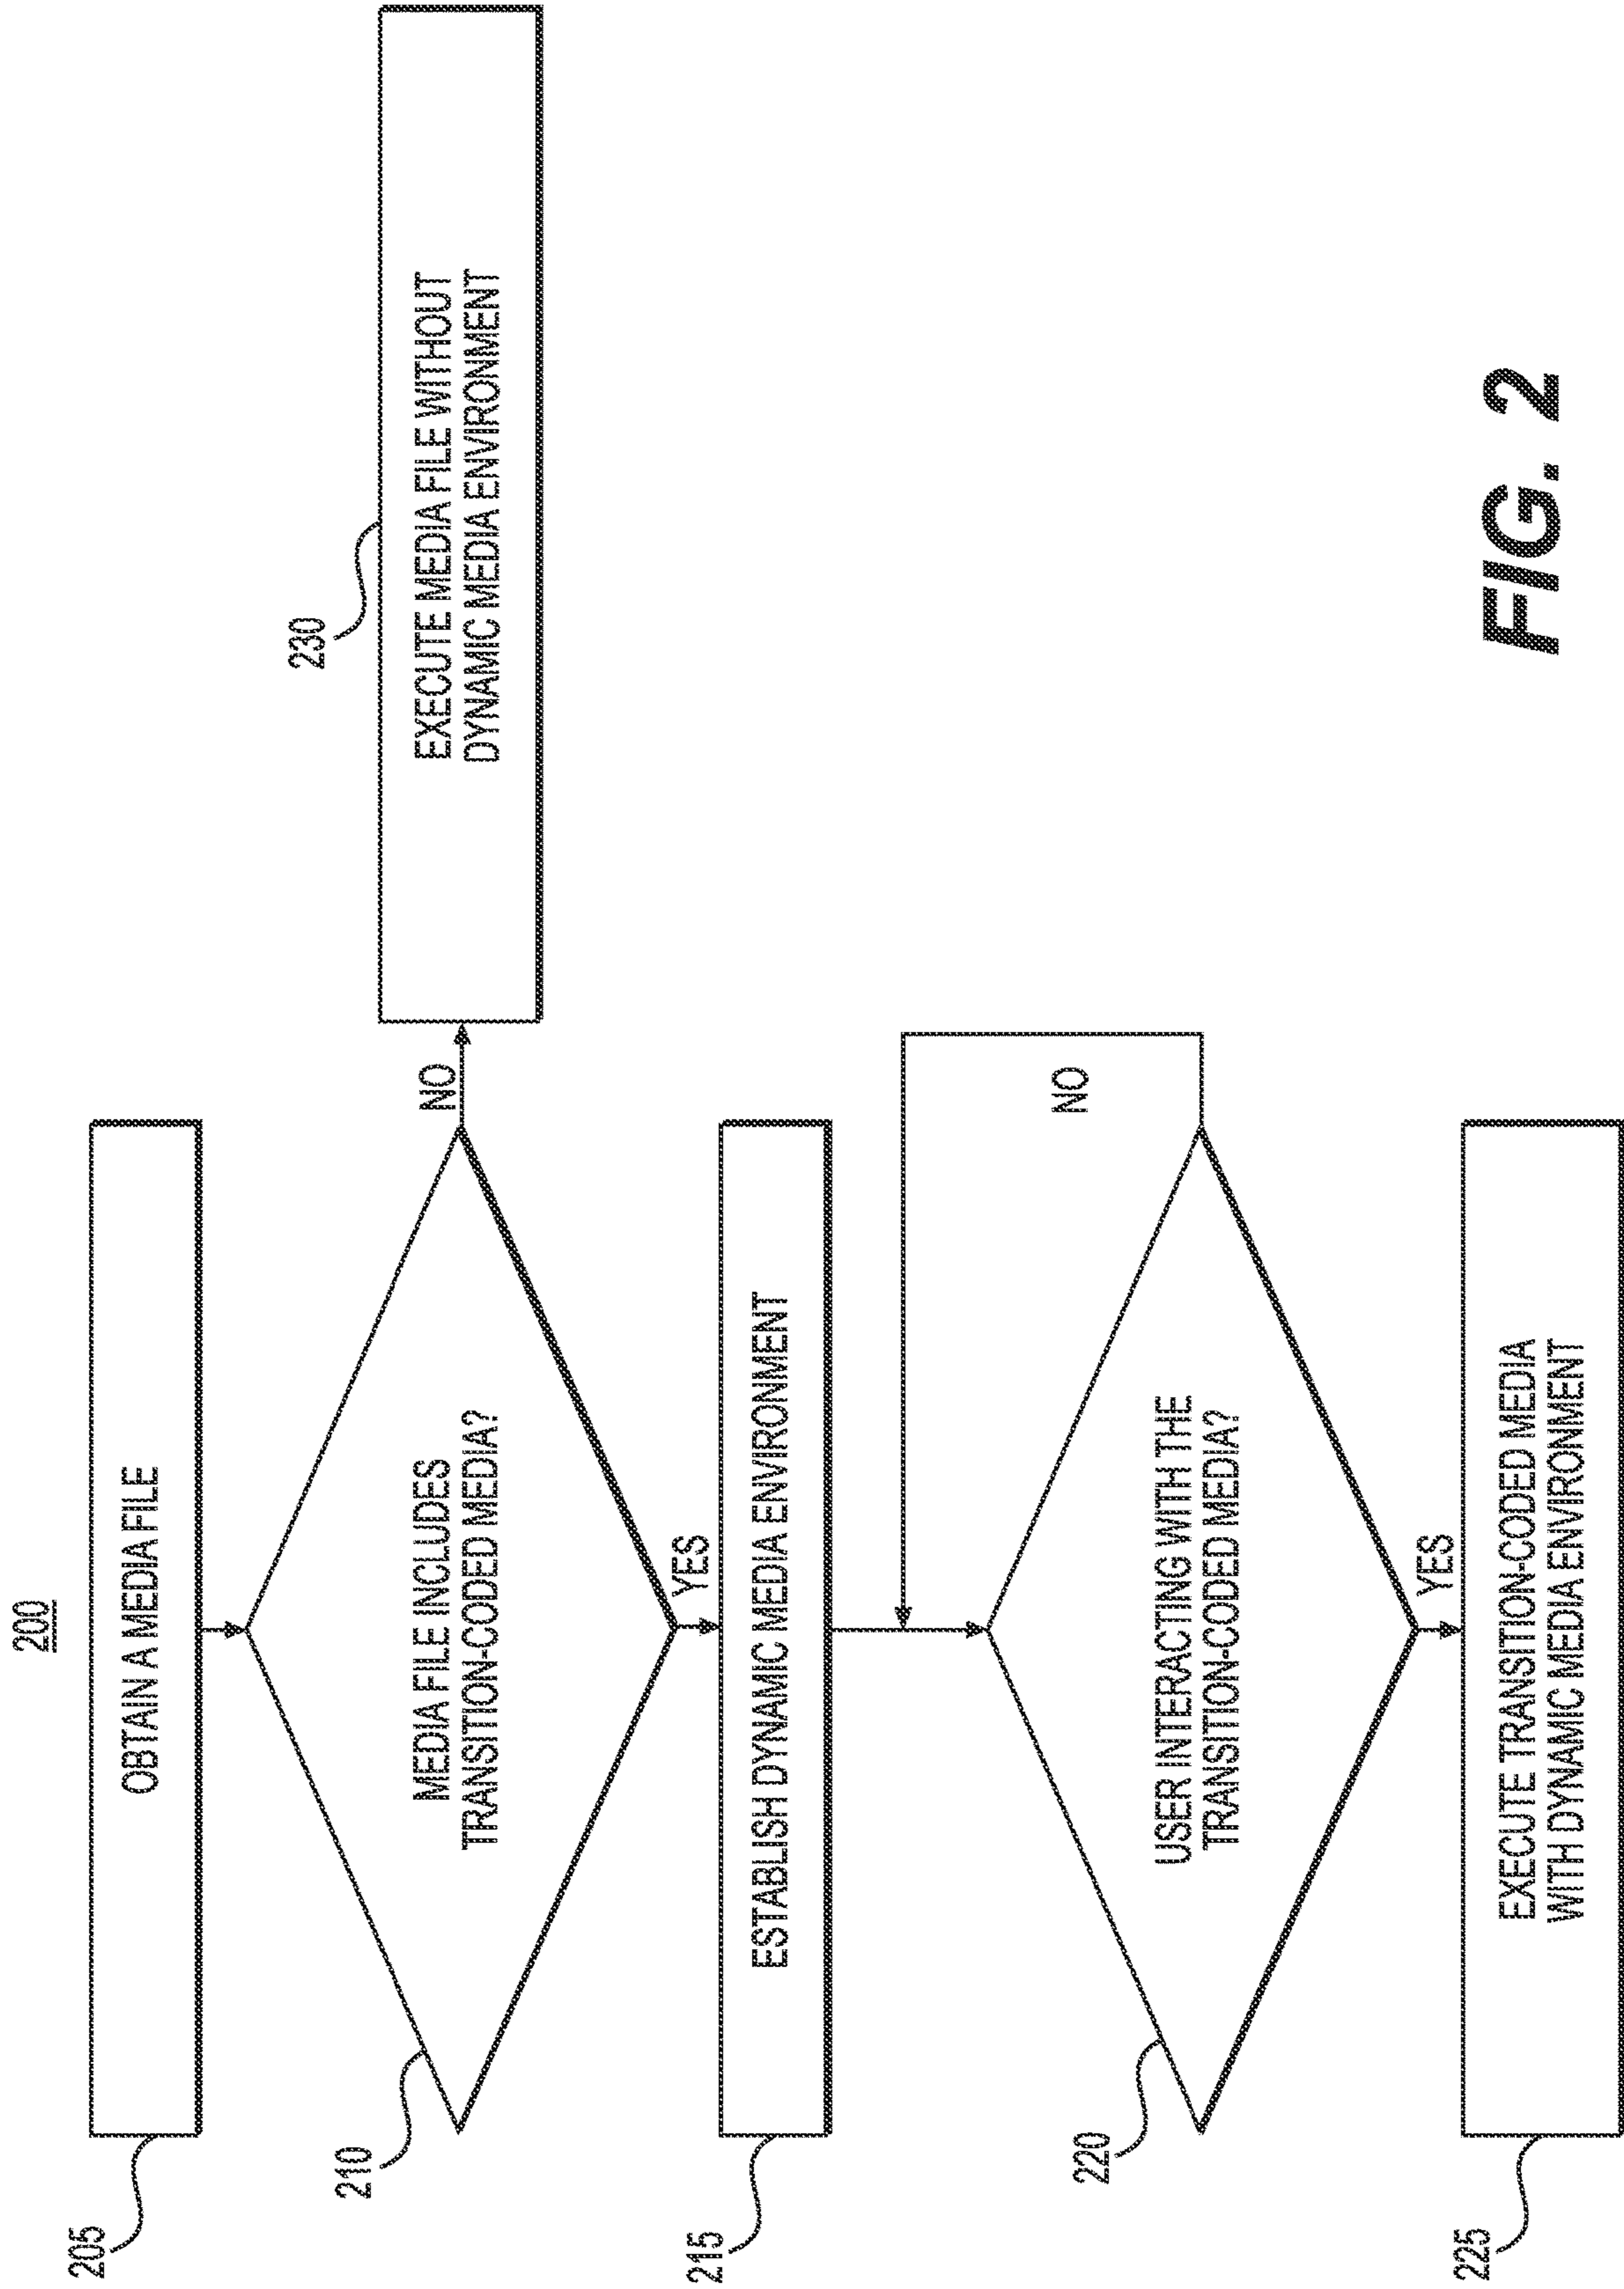 200
205
OBTAIN A MEDIA FILE
210
MEDIA FILE INCLUDES
TRANSITION-CODED MEDIA?
NO
230
EXECUTE MEDIA FILE WITHOUT
DYNAMIC MEDIA ENVIRONMENT
YES
215
ESTABLISH DYNAMIC MEDIA ENVIRONMENT
220
USER INTERACTING WITH THE
TRANSITION-CODED MEDIA?
NO
YES
225
EXECUTE TRANSITION-CODED MEDIA
WITH DYNAMIC MEDIA ENVIRONMENT
FIG. 2